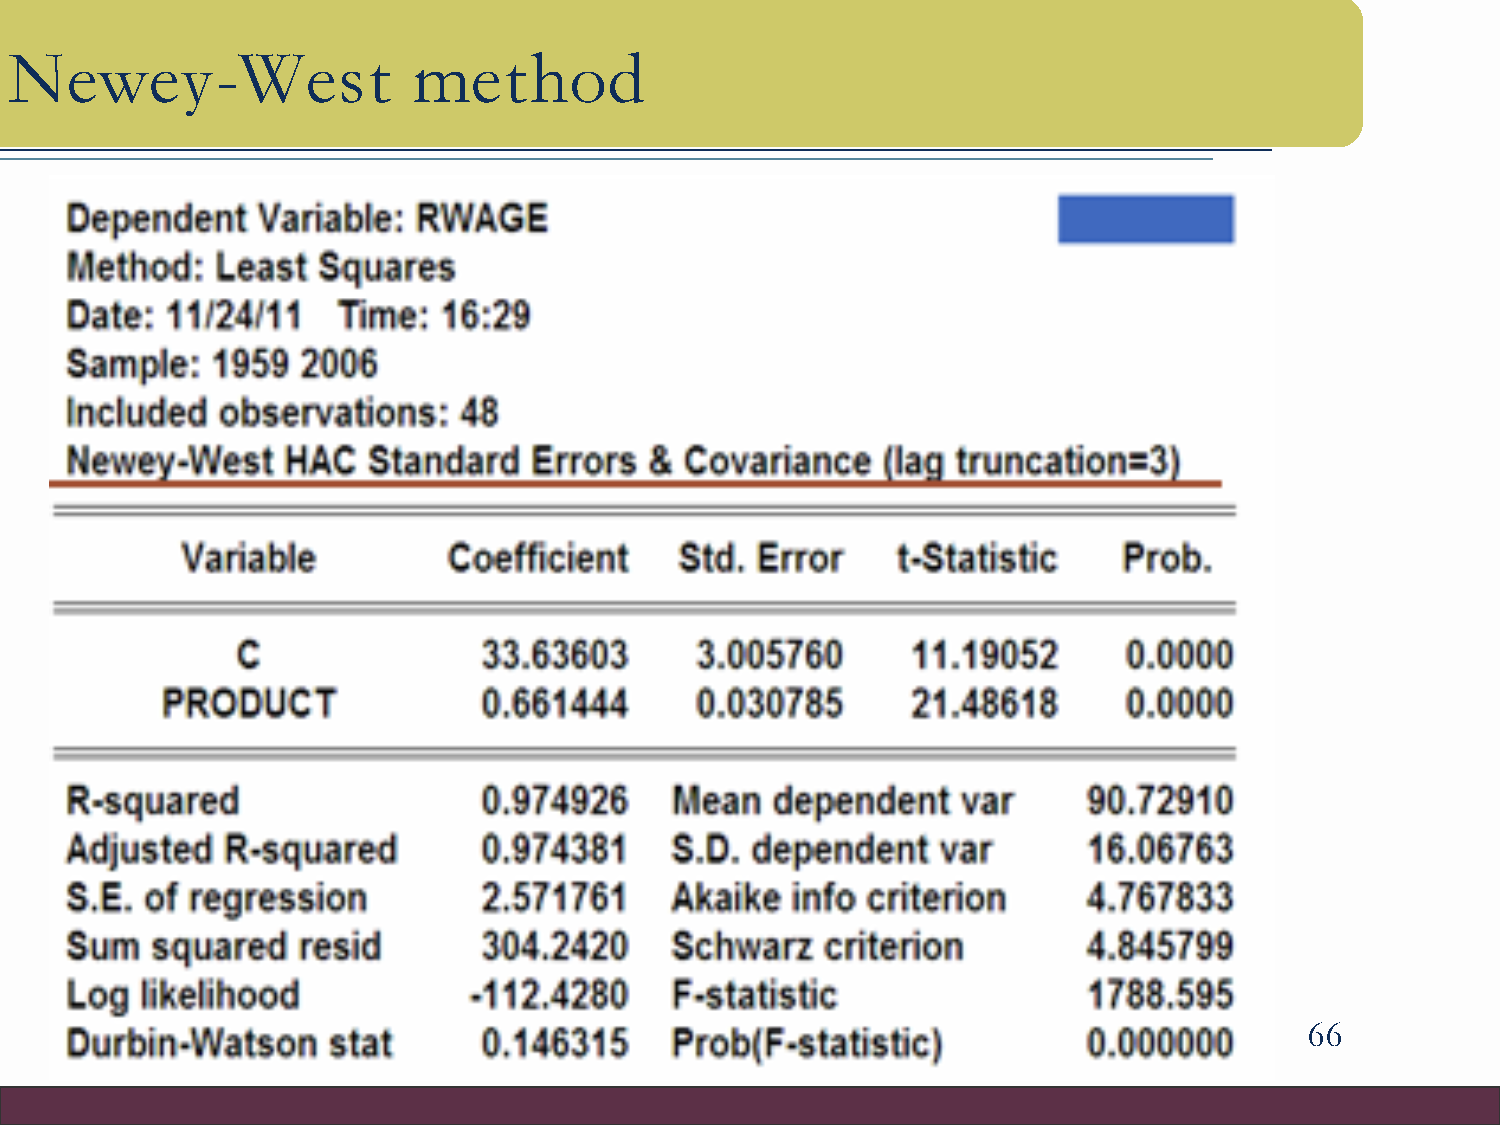 Newey-West method
Dependent Variable: RWAGE
Method: Least Squares
Date: 11/24/11 Time: 16:29
Sample: 1959 2006
Included observations: 48
Newey-West HAC Standard Errors & Covariance (lag truncation=3)
Variable Coefficient Std. Error t-Statistic Prob.
C 33.63603 3.005760 11.19052 0.0000
PRODUCT 0.661444 0.030785 21.48618 0.0000
R-squared 0.974926 Mean dependent var 90.72910
Adjusted R-squared 0.974381 S.D. dependent var 16.06763
S.E. of regression 2.571761 Akaike info criterion 4.767833
Sum squared resid 304.2420 Schwarz criterion 4.845799
Log likelihood -112.4280 F-statistic 1788.595
Durbin-Watson stat 0.146315 Prob(F-statistic) 0.000000
66